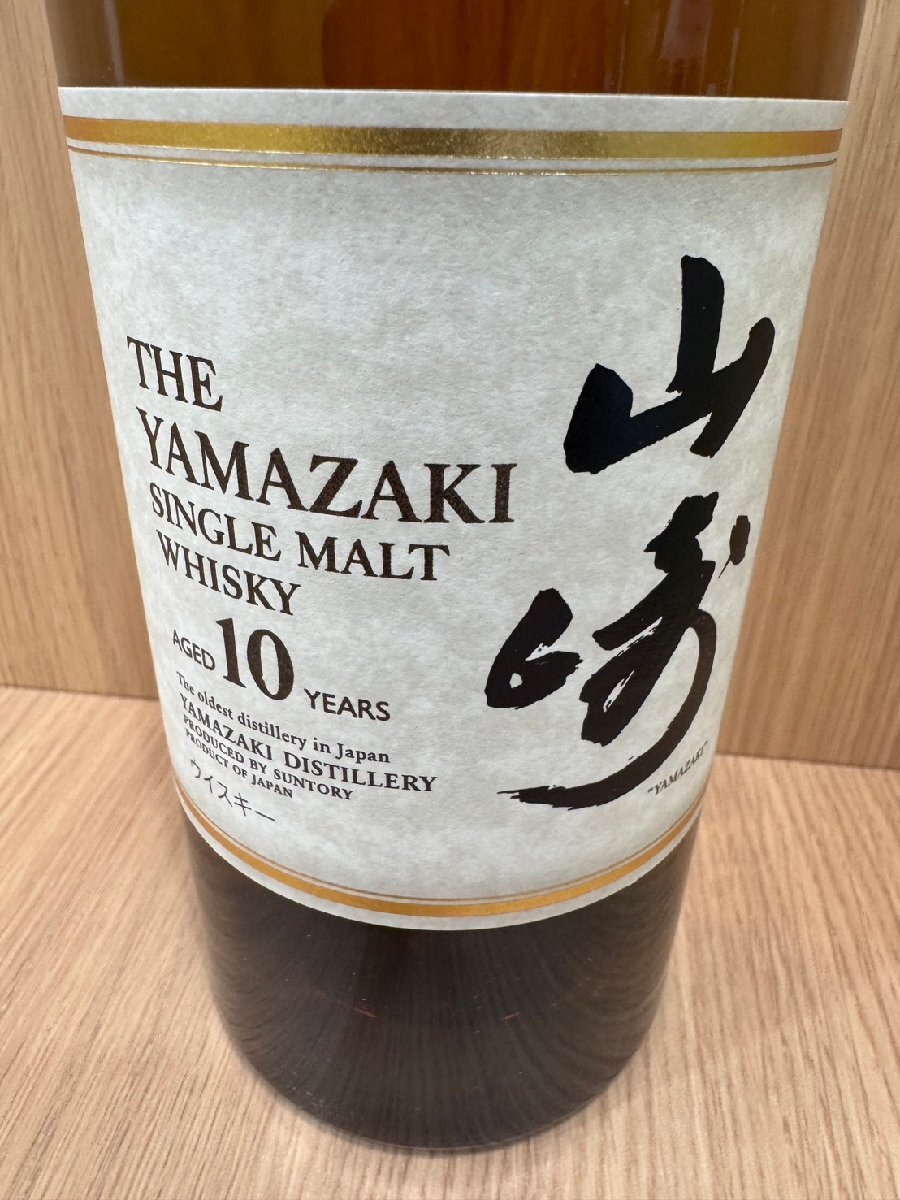 THE
YAMAZAKI
SINGLE MALT
WHISKY
AGED 10 YEARS
The oldest distillery in Japan
YAMAZAKI DISTILLERY
PRODUCED BY SUNTORY
PRODUCT OF JAPAN
ウイスキー
山崎
"YAMAZAKI"